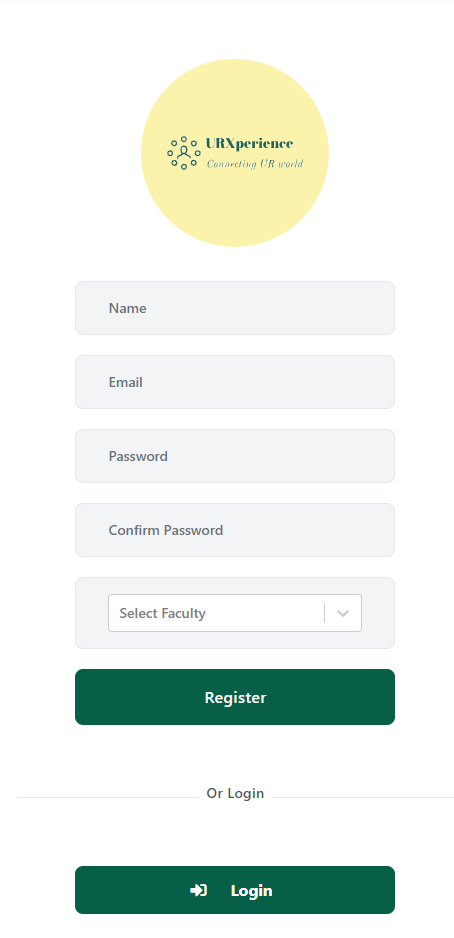 URXperience
Connecting UR world
Name
Email
Password
Confirm Password
Select Faculty
Register
Or Login
Login